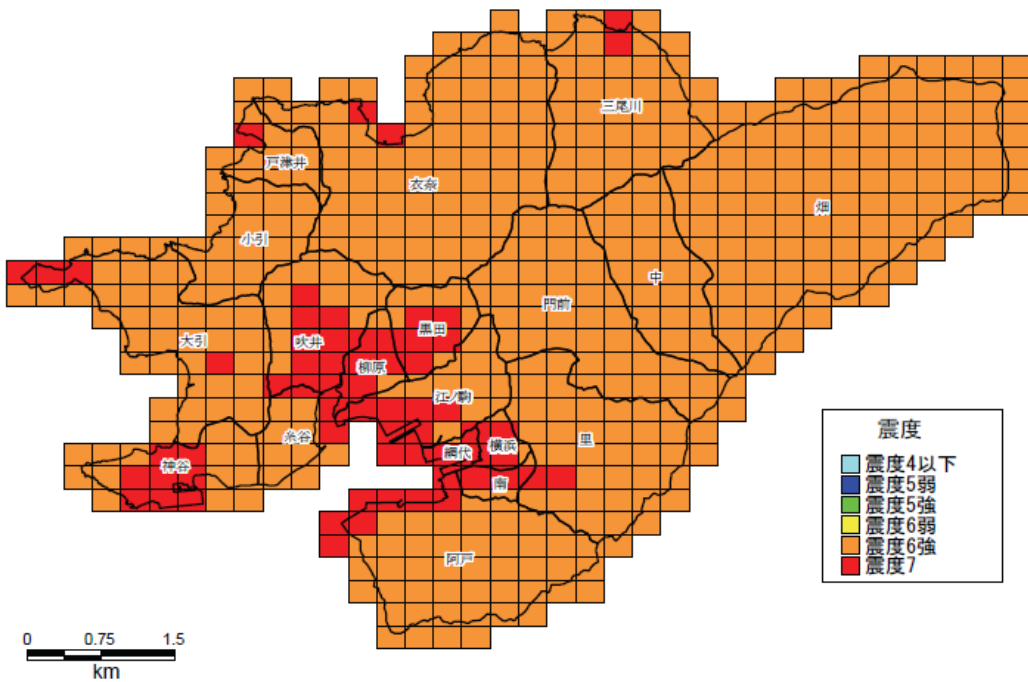 三尾川
戸津井
衣奈
畑
小引
中
門前
黒田
大引
吹井
柳原
江ノ駒
糸谷
里
横浜
網代
神谷
南
阿戸
震度
震度4以下
震度5弱
震度5強
震度6弱
震度6強
震度7
0 0.75 1.5
km